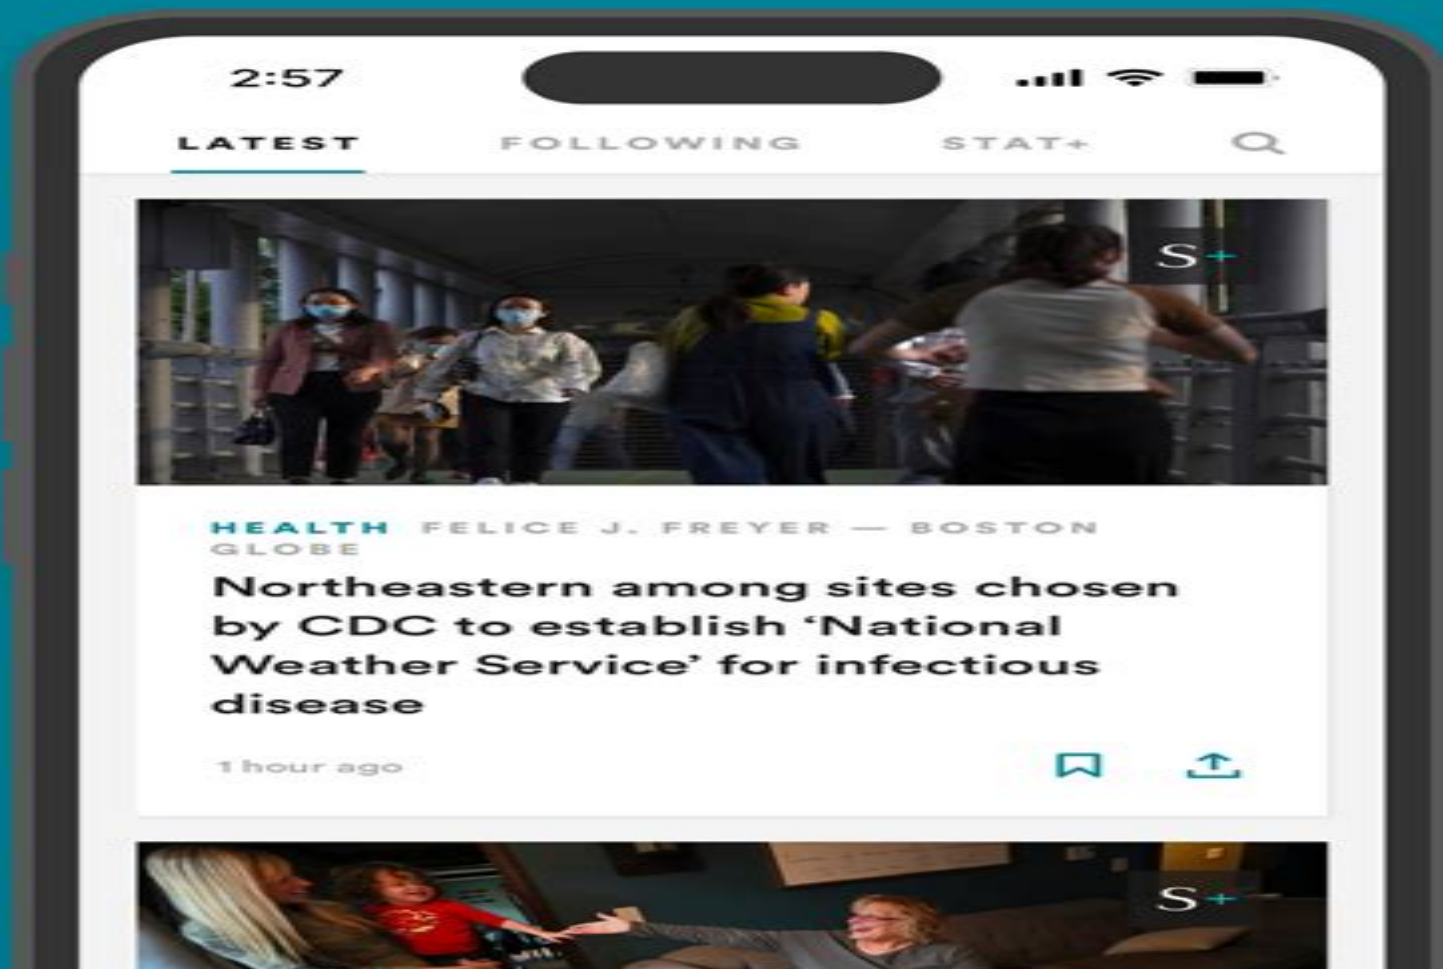 2:57
LATEST FOLLOWING STAT+
S+
HEALTH FELICE J. FREYER — BOSTON
GLOBE
Northeastern among sites chosen
by CDC to establish ‘National
Weather Service’ for infectious
disease
1 hour ago
S+